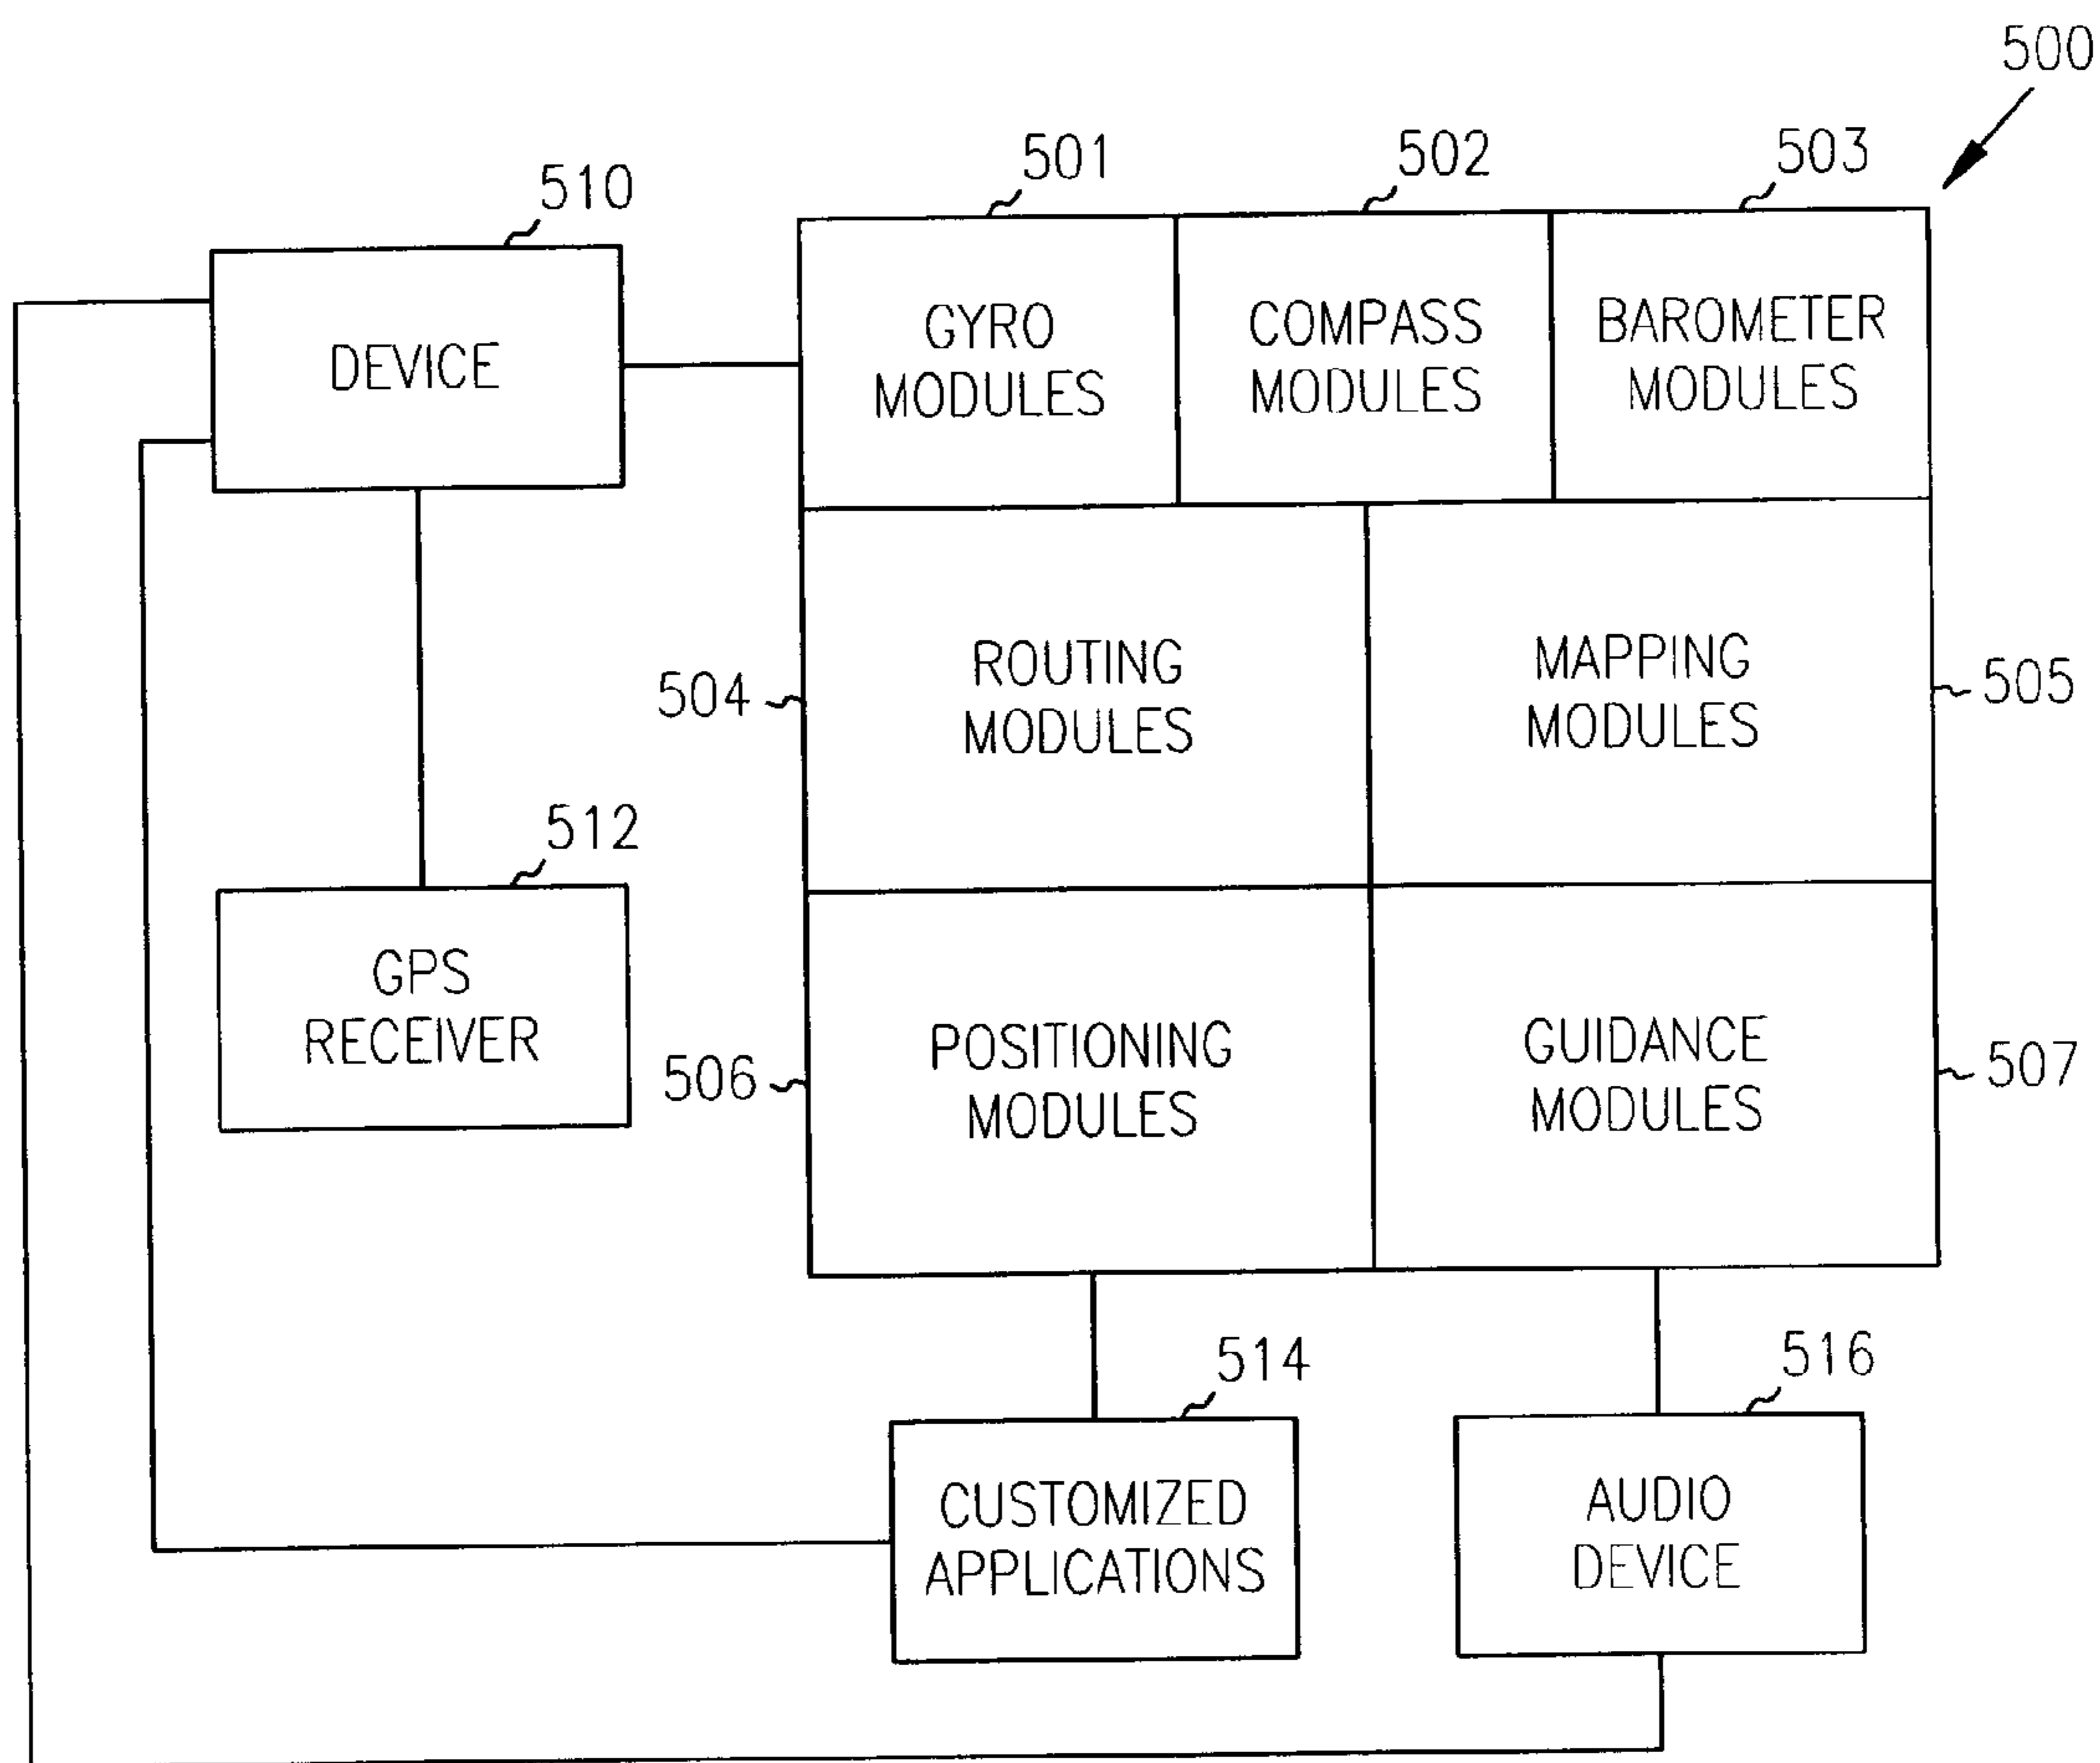 500
501
502
503
510
DEVICE
GYRO
MODULES
COMPASS
MODULES
BAROMETER
MODULES
504
ROUTING
MODULES
MAPPING
MODULES
505
512
GPS
RECEIVER
506
POSITIONING
MODULES
GUIDANCE
MODULES
507
514
516
CUSTOMIZED
APPLICATIONS
AUDIO
DEVICE